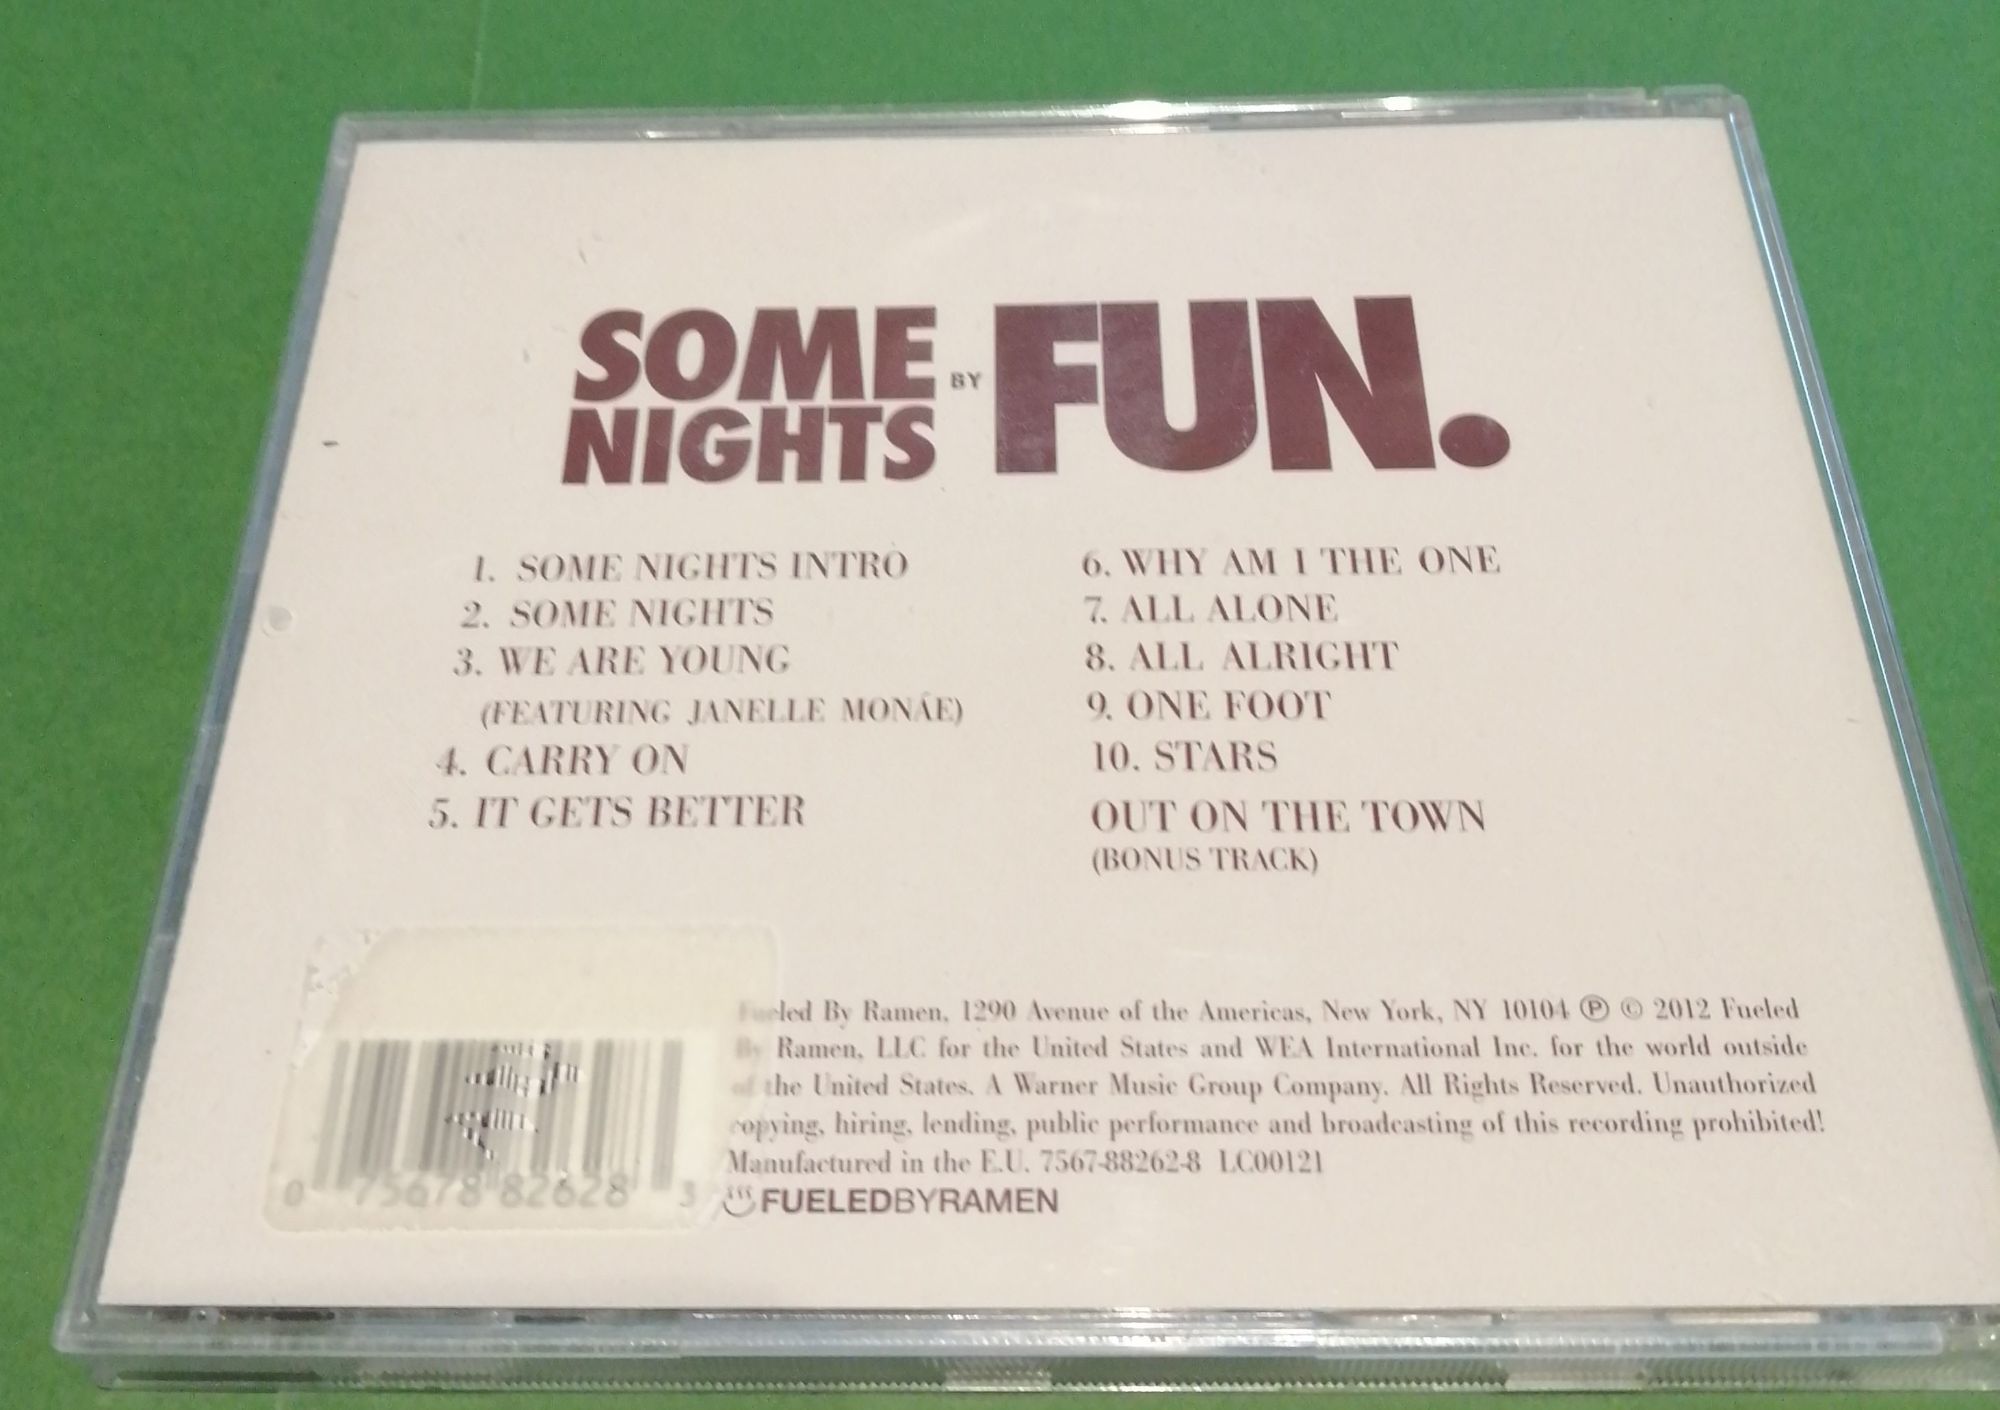 SOME
NIGHTS
BY
FUN.
1. SOME NIGHTS INTRO
2. SOME NIGHTS
3. WE ARE YOUNG
(FEATURING JANELLE MONÁE)
4. CARRY ON
5. IT GETS BETTER
6. WHY AM I THE ONE
7. ALL ALONE
8. ALL ALRIGHT
9. ONE FOOT
10. STARS
OUT ON THE TOWN
(BONUS TRACK)
Fueled By Ramen, 1290 Avenue of the Americas, New York, NY 10104 ℗ © 2012 Fueled
By Ramen, LLC for the United States and WEA International Inc. for the world outside
of the United States. A Warner Music Group Company. All Rights Reserved. Unauthorized
copying, hiring, lending, public performance and broadcasting of this recording prohibited!
Manufactured in the E.U. 7567-88262-8 LC00121
FUELEDBYRAMEN
0 75678 82628 3